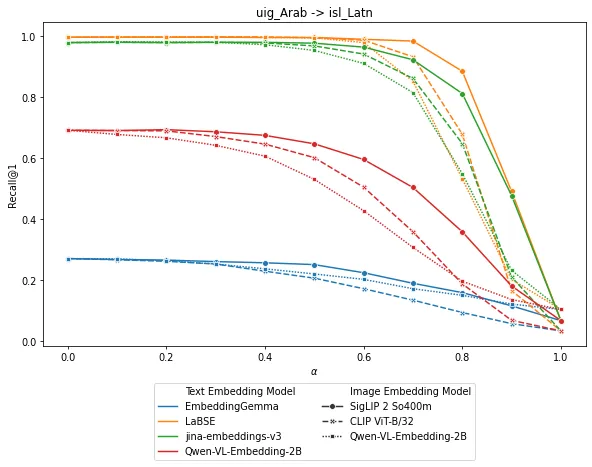 uig_Arab -> isl_Latn
Recall@1
1.0
0.8
0.6
0.4
0.2
0.0
0.0 0.2 0.4 0.6 0.8 1.0
α
Text Embedding Model
EmbeddingGemma
LaBSE
jina-embeddings-v3
Qwen-VL-Embedding-2B
Image Embedding Model
SigLIP 2 So400m
CLIP ViT-B/32
Qwen-VL-Embedding-2B